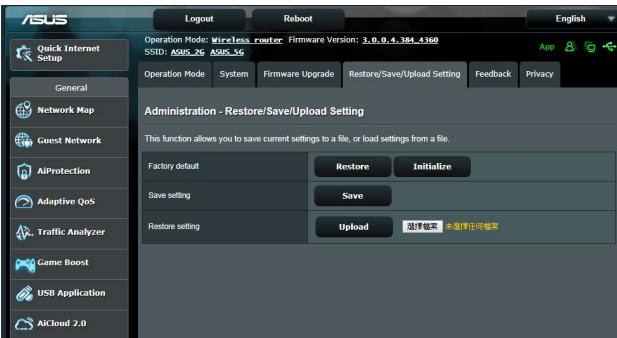 ASUS
Logout
Reboot
English
Quick Internet
Setup
Operation Mode: Wireless router Firmware Version: 3.0.0.4.384_4360
SSID: ASUS_2G ASUS_5G
App
Operation Mode
System
Firmware Upgrade
Restore/Save/Upload Setting
Feedback
Privacy
General
Network Map
Guest Network
AiProtection
Adaptive QoS
Traffic Analyzer
Game Boost
USB Application
AiCloud 2.0
Administration - Restore/Save/Upload Setting
This function allows you to save current settings to a file, or load settings from a file.
Factory default
Restore
Initialize
Save setting
Save
Restore setting
Upload
選擇檔案 未選擇任何檔案